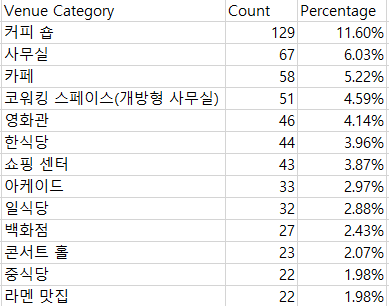 Venue Category Count Percentage
커피 숍 129 11.60%
사무실 67 6.03%
카페 58 5.22%
코워킹 스페이스(개방형 사무실) 51 4.59%
영화관 46 4.14%
한식당 44 3.96%
쇼핑 센터 43 3.87%
아케이드 33 2.97%
일식당 32 2.88%
백화점 27 2.43%
콘서트 홀 23 2.07%
중식당 22 1.98%
라멘 맛집 22 1.98%